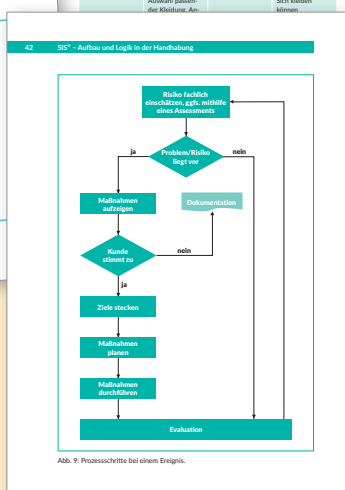 Auswahl passen-
der Kleidung, An-
Sich kleiden
können
42 SIS® – Aufbau und Logik in der Handhabung
Risiko fachlich
einschätzen, ggfs. mithilfe
eines Assessments
Problem/Risiko
liegt vor
ja
nein
Maßnahmen
aufzeigen
Dokumentation
Kunde
stimmt zu
nein
ja
Ziele stecken
Maßnahmen
planen
Maßnahmen
durchführen
Evaluation
Abb. 9: Prozessschritte bei einem Ereignis.